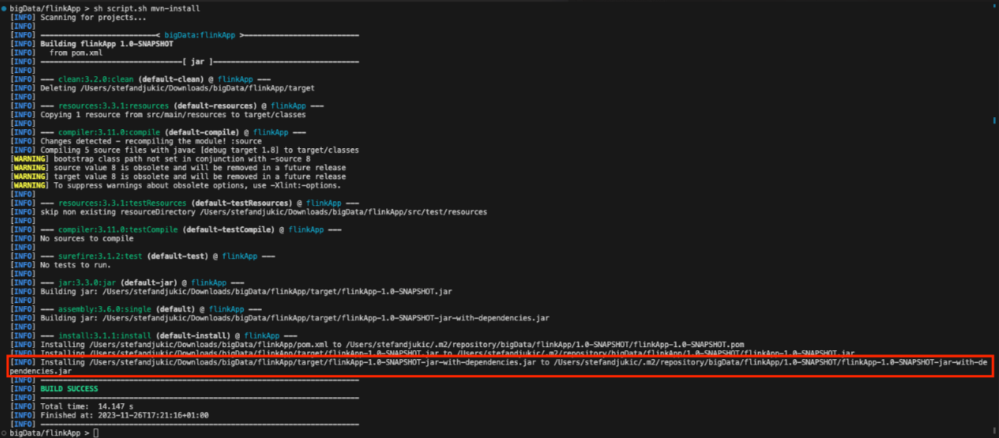 bigData/flinkApp > sh script.sh mvn-install
[INFO] Scanning for projects...
[INFO]
[INFO] -------------------------< bigData:flinkApp >-------------------------
[INFO] Building flinkApp 1.0-SNAPSHOT
[INFO]   from pom.xml
[INFO] --------------------------------[ jar ]---------------------------------
[INFO]
[INFO] --- clean:3.2.0:clean (default-clean) @ flinkApp ---
[INFO] Deleting /Users/stefandjukic/Downloads/bigData/flinkApp/target
[INFO]
[INFO] --- resources:3.3.1:resources (default-resources) @ flinkApp ---
[INFO] Copying 1 resource from src/main/resources to target/classes
[INFO]
[INFO] --- compiler:3.11.0:compile (default-compile) @ flinkApp ---
[INFO] Changes detected - recompiling the module! :source
[INFO] Compiling 5 source files with javac [debug target 1.8] to target/classes
[WARNING] bootstrap class path not set in conjunction with -source 8
[WARNING] source value 8 is obsolete and will be removed in a future release
[WARNING] target value 8 is obsolete and will be removed in a future release
[WARNING] To suppress warnings about obsolete options, use -Xlint:-options.
[INFO]
[INFO] --- resources:3.3.1:testResources (default-testResources) @ flinkApp ---
[INFO] skip non existing resourceDirectory /Users/stefandjukic/Downloads/bigData/flinkApp/src/test/resources
[INFO]
[INFO] --- compiler:3.11.0:testCompile (default-testCompile) @ flinkApp ---
[INFO] No sources to compile
[INFO]
[INFO] --- surefire:3.1.2:test (default-test) @ flinkApp ---
[INFO] No tests to run.
[INFO]
[INFO] --- jar:3.3.0:jar (default-jar) @ flinkApp ---
[INFO] Building jar: /Users/stefandjukic/Downloads/bigData/flinkApp/target/flinkApp-1.0-SNAPSHOT.jar
[INFO]
[INFO] --- assembly:3.6.0:single (default) @ flinkApp ---
[INFO] Building jar: /Users/stefandjukic/Downloads/bigData/flinkApp/target/flinkApp-1.0-SNAPSHOT-jar-with-dependencies.jar
[INFO]
[INFO] --- install:3.1.1:install (default-install) @ flinkApp ---
[INFO] Installing /Users/stefandjukic/Downloads/bigData/flinkApp/pom.xml to /Users/stefandjukic/.m2/repository/bigData/flinkApp/1.0-SNAPSHOT/flinkApp-1.0-SNAPSHOT.pom
[INFO] Installing /Users/stefandjukic/Downloads/bigData/flinkApp/target/flinkApp-1.0-SNAPSHOT.jar to /Users/stefandjukic/.m2/repository/bigData/flinkApp/1.0-SNAPSHOT/flinkApp-1.0-SNAPSHOT.jar
[INFO] Installing /Users/stefandjukic/Downloads/bigData/flinkApp/target/flinkApp-1.0-SNAPSHOT-jar-with-dependencies.jar to /Users/stefandjukic/.m2/repository/bigData/flinkApp/1.0-SNAPSHOT/flinkApp-1.0-SNAPSHOT-jar-with-de
pendencies.jar
[INFO] ------------------------------------------------------------------------
[INFO] BUILD SUCCESS
[INFO] ------------------------------------------------------------------------
[INFO] Total time:  14.147 s
[INFO] Finished at: 2023-11-26T17:21:16+01:00
[INFO] ------------------------------------------------------------------------
bigData/flinkApp >